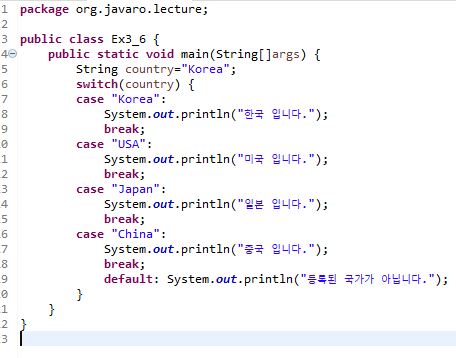 1 package org.javaro.lecture;
2
3 public class Ex3_6 {
4 public static void main(String[]args) {
5 String country="Korea";
6 switch(country) {
7 case "Korea":
8 System.out.println("한국 입니다.");
9 break;
0 case "USA":
1 System.out.println("미국 입니다.");
2 break;
3 case "Japan":
4 System.out.println("일본 입니다.");
5 break;
6 case "China":
7 System.out.println("중국 입니다.");
8 break;
9 default: System.out.println("등록된 국가가 아닙니다.");
0 }
1 }
2 }
3